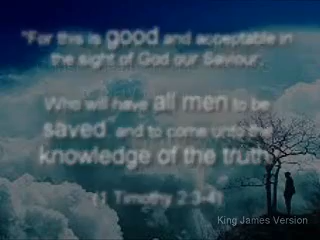 "For this is good and acceptable in
the sight of God our Saviour,
Who will have all men to be
saved and to come unto the
knowledge of the truth
(1 Timothy 2:3-4)
King James Version